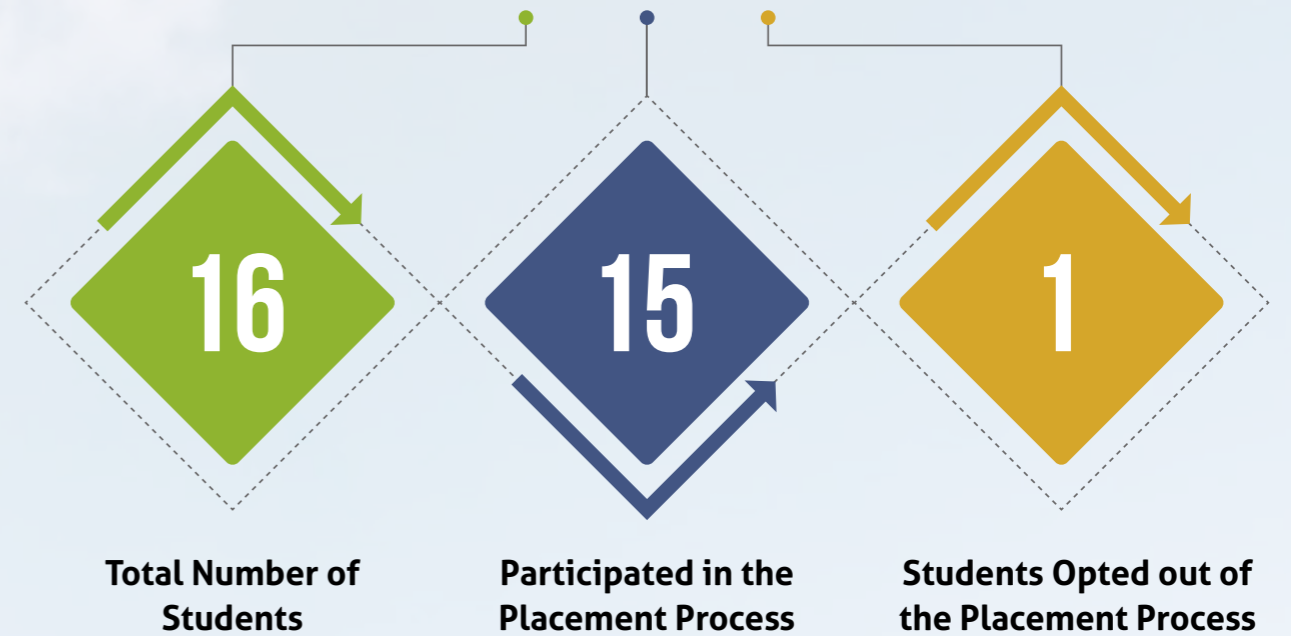 16
15
1
Total Number of
Students
Participated in the
Placement Process
Students Opted out of
the Placement Process